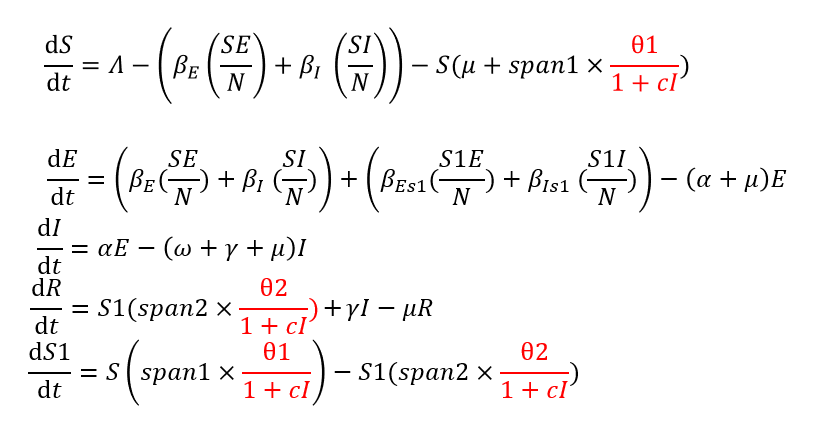 dS/dt = Λ − (β_E (SE/N) + β_I (SI/N)) − S(μ + span1 × θ1/(1 + cI))
dE/dt = (β_E(SE/N) + β_I (SI/N)) + (β_Es1(S1E/N) + β_Is1 (S1I/N)) − (α + μ)E
dI/dt = αE − (ω + γ + μ)I
dR/dt = S1(span2 × θ2/(1 + cI)) + γI − μR
dS1/dt = S(span1 × θ1/(1 + cI)) − S1(span2 × θ2/(1 + cI))